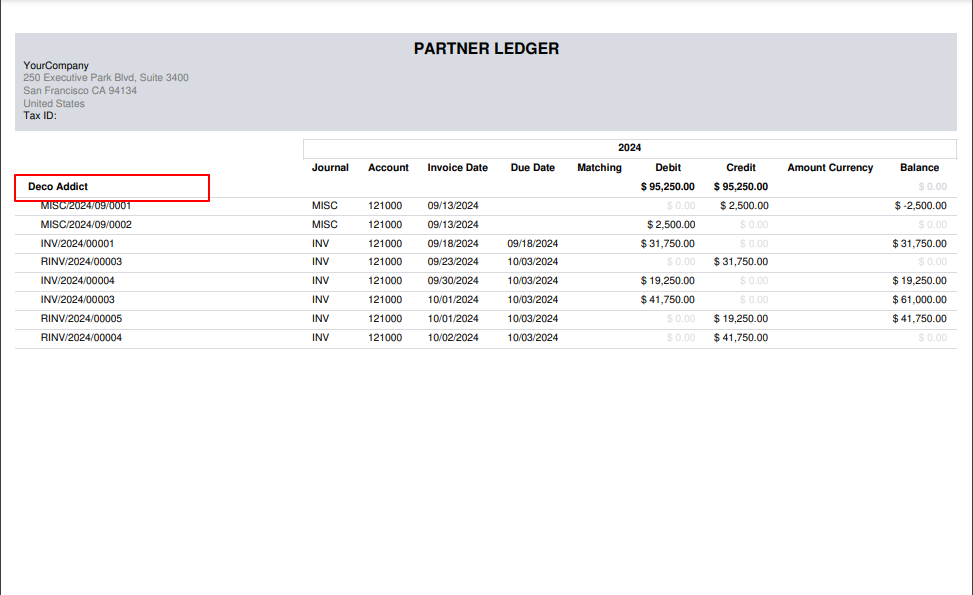 PARTNER LEDGER
YourCompany
250 Executive Park Blvd, Suite 3400
San Francisco CA 94134
United States
Tax ID:
2024
Journal Account Invoice Date Due Date Matching Debit Credit Amount Currency Balance
Deco Addict $ 95,250.00 $ 95,250.00 $ 0.00
MISC/2024/09/0001 MISC 121000 09/13/2024 $ 0.00 $ 2,500.00 $ -2,500.00
MISC/2024/09/0002 MISC 121000 09/13/2024 $ 2,500.00 $ 0.00 $ 0.00
INV/2024/00001 INV 121000 09/18/2024 09/18/2024 $ 31,750.00 $ 0.00 $ 31,750.00
RINV/2024/00003 INV 121000 09/23/2024 10/03/2024 $ 0.00 $ 31,750.00 $ 0.00
INV/2024/00004 INV 121000 09/30/2024 10/03/2024 $ 19,250.00 $ 0.00 $ 19,250.00
INV/2024/00003 INV 121000 10/01/2024 10/03/2024 $ 41,750.00 $ 0.00 $ 61,000.00
RINV/2024/00005 INV 121000 10/01/2024 10/03/2024 $ 0.00 $ 19,250.00 $ 41,750.00
RINV/2024/00004 INV 121000 10/02/2024 10/03/2024 $ 0.00 $ 41,750.00 $ 0.00